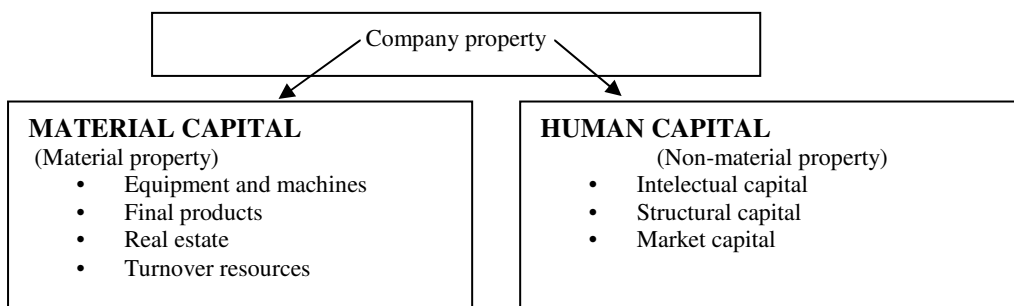 Company property
MATERIAL CAPITAL
(Material property)
• Equipment and machines
• Final products
• Real estate
• Turnover resources
HUMAN CAPITAL
(Non-material property)
• Intelectual capital
• Structural capital
• Market capital